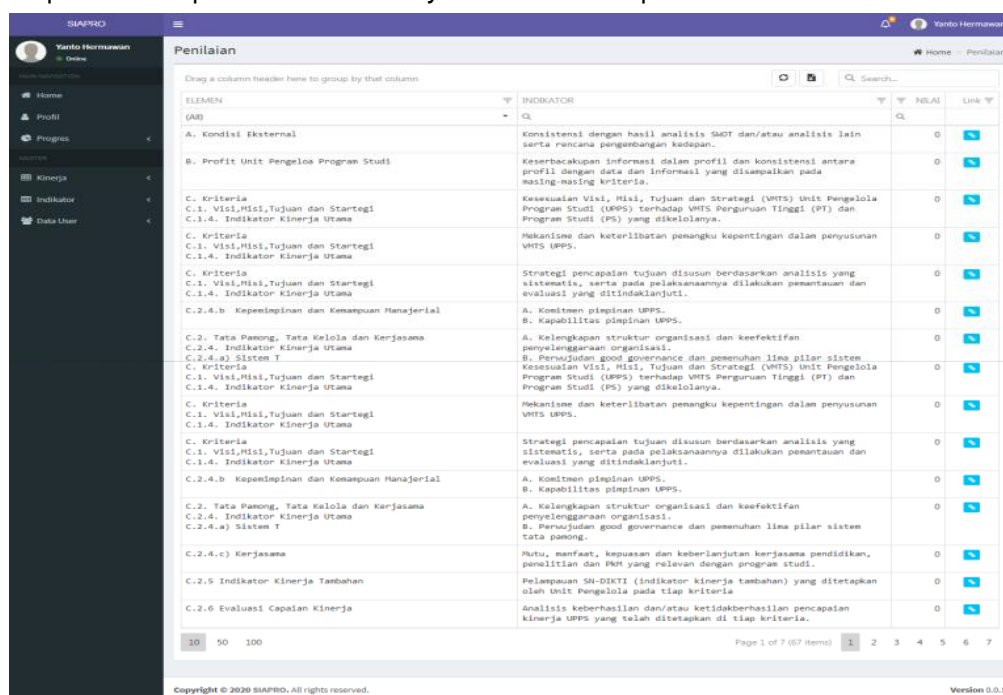 SIAPRO
Yanto Hermawan
Yanto Hermawan
Online
MAIN NAVIGATION
Home
Profil
Progres
MASTER
Kinerja
Indikator
Data User
Penilaian
Home Penilaian
Drag a column header here to group by that column
Search...
ELEMEN INDIKATOR NILAI Link
(All)
A. Kondisi Eksternal Konsistensi dengan hasil analisis SWOT dan/atau analisis lain
serta rencana pengembangan kedepan. 0
B. Profit Unit Pengeloa Program Studi Keserbacakupan informasi dalam profil dan konsistensi antara
profil dengan data dan informasi yang disampaikan pada
masing-masing kriteria. 0
C. Kriteria Kesesuaian Visi, Misi, Tujuan dan Strategi (VMTS) Unit Pengelola 0
C.1. Visi,Misi,Tujuan dan Startegi Program Studi (UPPS) terhadap VMTS Perguruan Tinggi (PT) dan
C.1.4. Indikator Kinerja Utama Program Studi (PS) yang dikelolanya.
C. Kriteria Mekanisme dan keterlibatan pemangku kepentingan dalam penyusunan 0
C.1. Visi,Misi,Tujuan dan Startegi VMTS UPPS.
C.1.4. Indikator Kinerja Utama
C. Kriteria Strategi pencapaian tujuan disusun berdasarkan analisis yang 0
C.1. Visi,Misi,Tujuan dan Startegi sistematis, serta pada pelaksanaannya dilakukan pemantauan dan
C.1.4. Indikator Kinerja Utama evaluasi yang ditindaklanjuti.
C.2.4.b Kepemimpinan dan Kemampuan Manajerial A. Komitmen pimpinan UPPS. 0
B. Kapabilitas pimpinan UPPS.
C.2. Tata Pamong, Tata Kelola dan Kerjasama A. Kelengkapan struktur organisasi dan keefektifan 0
C.2.4. Indikator Kinerja Utama penyelenggaraan organisasi.
C.2.4.a) Sistem T B. Perwujudan good governance dan pemenuhan lima pilar sistem
C. Kriteria Kesesuaian Visi, Misi, Tujuan dan Strategi (VMTS) Unit Pengelola 0
C.1. Visi,Misi,Tujuan dan Startegi Program Studi (UPPS) terhadap VMTS Perguruan Tinggi (PT) dan
C.1.4. Indikator Kinerja Utama Program Studi (PS) yang dikelolanya.
C. Kriteria Mekanisme dan keterlibatan pemangku kepentingan dalam penyusunan 0
C.1. Visi,Misi,Tujuan dan Startegi VMTS UPPS.
C.1.4. Indikator Kinerja Utama
C. Kriteria Strategi pencapaian tujuan disusun berdasarkan analisis yang 0
C.1. Visi,Misi,Tujuan dan Startegi sistematis, serta pada pelaksanaannya dilakukan pemantauan dan
C.1.4. Indikator Kinerja Utama evaluasi yang ditindaklanjuti.
C.2.4.b Kepemimpinan dan Kemampuan Manajerial A. Komitmen pimpinan UPPS. 0
B. Kapabilitas pimpinan UPPS.
C.2. Tata Pamong, Tata Kelola dan Kerjasama A. Kelengkapan struktur organisasi dan keefektifan 0
C.2.4. Indikator Kinerja Utama penyelenggaraan organisasi.
C.2.4.a) Sistem T B. Perwujudan good governance dan pemenuhan lima pilar sistem
tata pamong.
C.2.4.c) Kerjasama Mutu, manfaat, kepuasan dan keberlanjutan kerjasama pendidikan, 0
penelitian dan PkM yang relevan dengan program studi.
C.2.5 Indikator Kinerja Tambahan Pelampauan SN-DIKTI (indikator kinerja tambahan) yang ditetapkan 0
oleh Unit Pengelola pada tiap kriteria
C.2.6 Evaluasi Capaian Kinerja Analisis keberhasilan dan/atau ketidakberhasilan pencapaian 0
kinerja UPPS yang telah ditetapkan di tiap kriteria.
10 50 100 Page 1 of 7 (67 items) 1 2 3 4 5 6 7
Copyright © 2020 SIAPRO. All rights reserved. Version